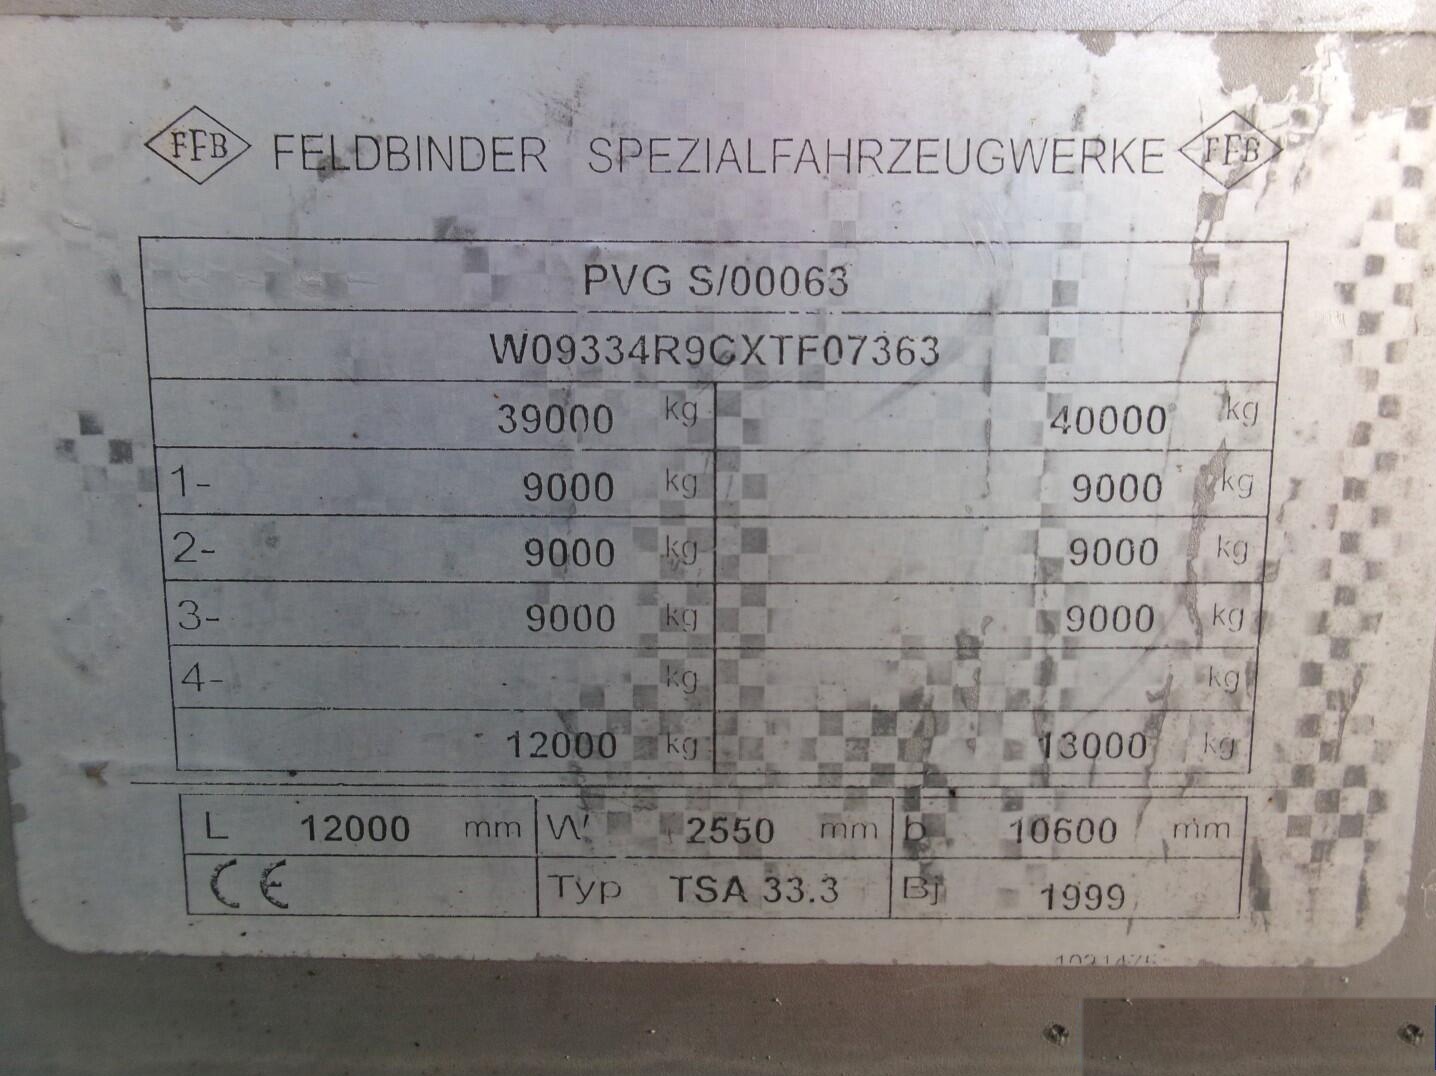 FFB FELDBINDER SPEZIALFAHRZEUGWERKE FFB
PVG S/00063
W09334R9CXTF07363
39000 kg 40000 kg
1- 9000 kg 9000 kg
2- 9000 kg 9000 kg
3- 9000 kg 9000 kg
4- kg kg
12000 kg 13000 kg
L 12000 mm W 2550 mm b 10600 mm
CE Typ TSA 33.3 Bj 1999